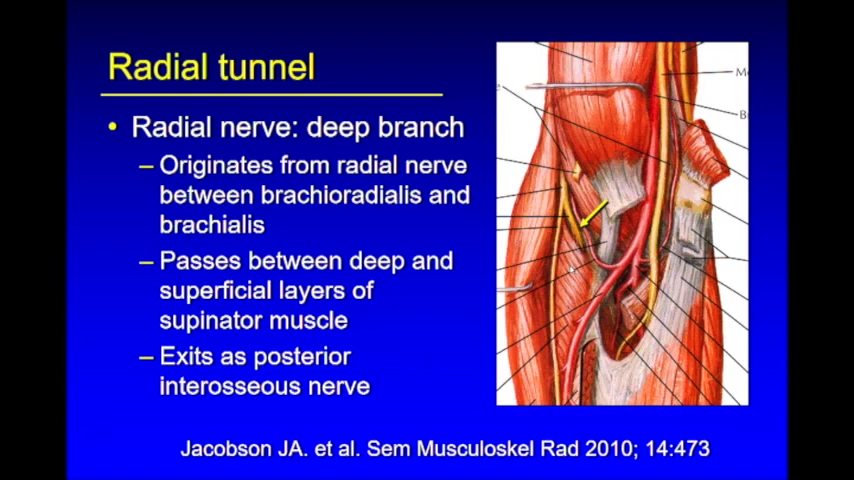 Radial tunnel
• Radial nerve: deep branch
– Originates from radial nerve
between brachioradialis and
brachialis
– Passes between deep and
superficial layers of
supinator muscle
– Exits as posterior
interosseous nerve
Jacobson JA. et al. Sem Musculoskel Rad 2010; 14:473